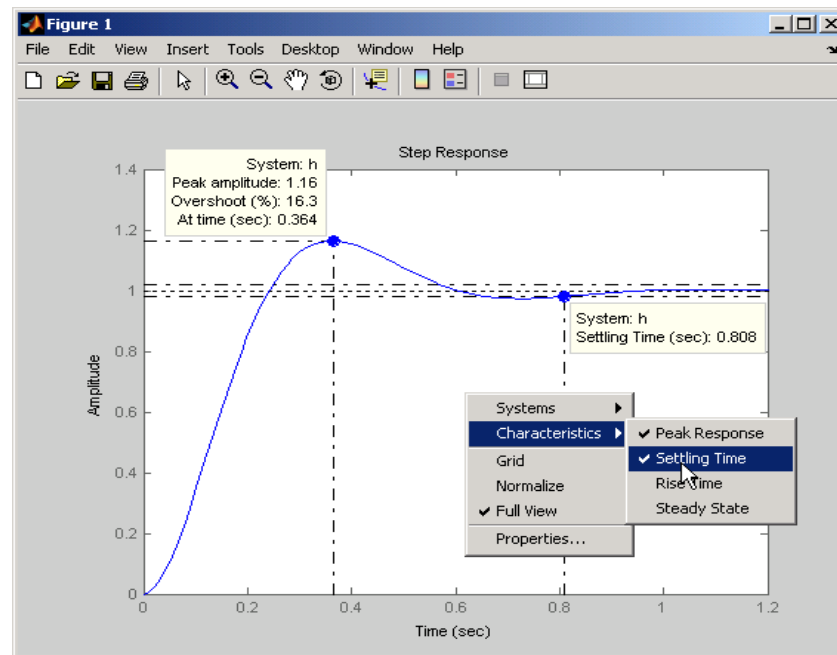 Figure 1
File Edit View Insert Tools Desktop Window Help
Step Response
System: h
Peak amplitude: 1.16
Overshoot (%): 16.3
At time (sec): 0.364
1.4
1.2
1
0.8
0.6
0.4
0.2
0
Amplitude
System: h
Settling Time (sec): 0.808
Systems
Characteristics
Grid
Normalize
Full View
Properties...
Peak Response
Settling Time
Rise Time
Steady State
0 0.2 0.4 0.6 0.8 1 1.2
Time (sec)